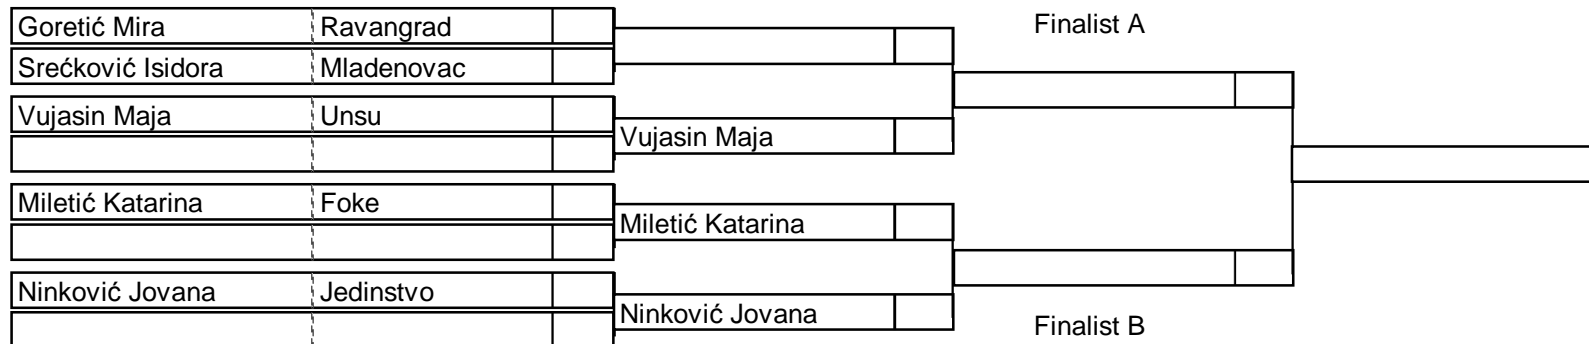 Goretić Mira Ravangrad
Finalist A
Srećković Isidora Mladenovac
Vujasin Maja Unsu
Vujasin Maja
Miletić Katarina Foke
Miletić Katarina
Ninković Jovana Jedinstvo
Ninković Jovana
Finalist B